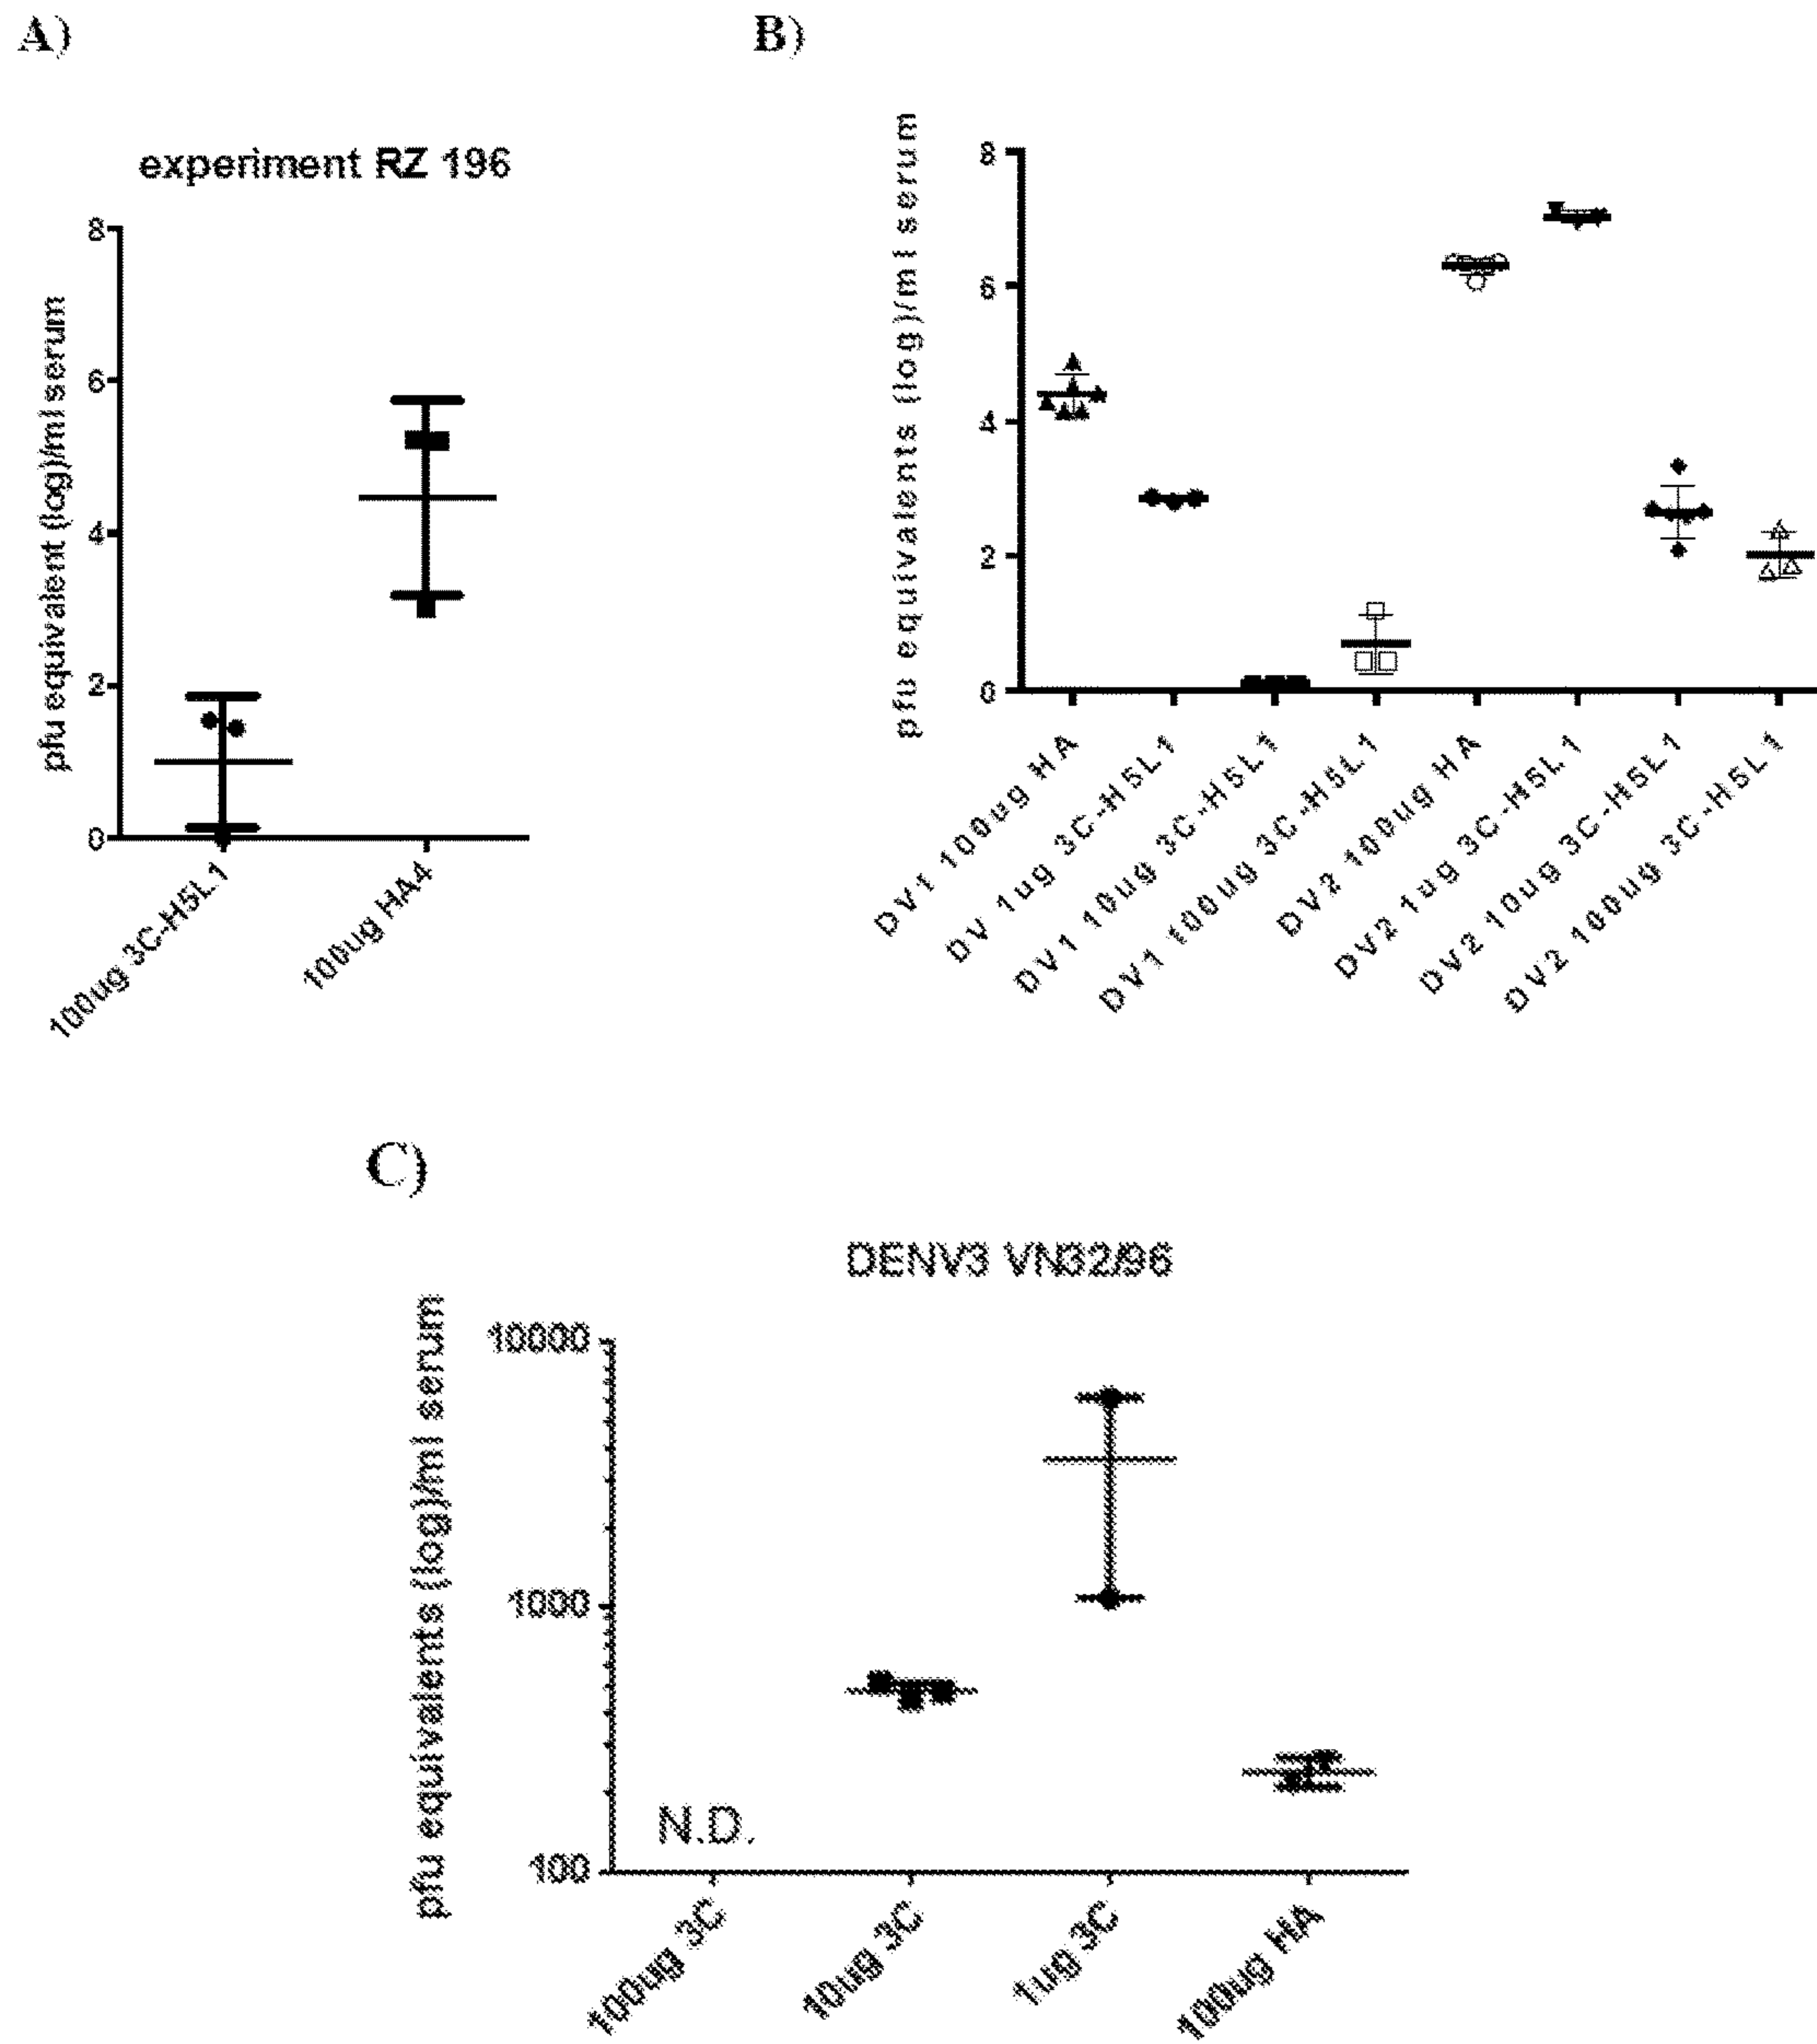 A)
experiment RZ 196
pfu equivalent (log)/ml serum
8
6
4
2
0
100ug 3C-H5L1
100ug HA4
B)
pfu equivalents (log)/ml serum
8
6
4
2
0
DV1 100ug HA
DV 1ug 3C-H5L1
DV1 10ug 3C-H5L1
DV1 100ug 3C-H5L1
DV2 100ug HA
DV2 1ug 3C-H5L1
DV2 10ug 3C-H5L1
DV2 100ug 3C-H5L1
C)
DENV3 VN32/96
pfu equivalents (log)/ml serum
10000
1000
100
N.D.
100ug 3C
10ug 3C
1ug 3C
100ug HA